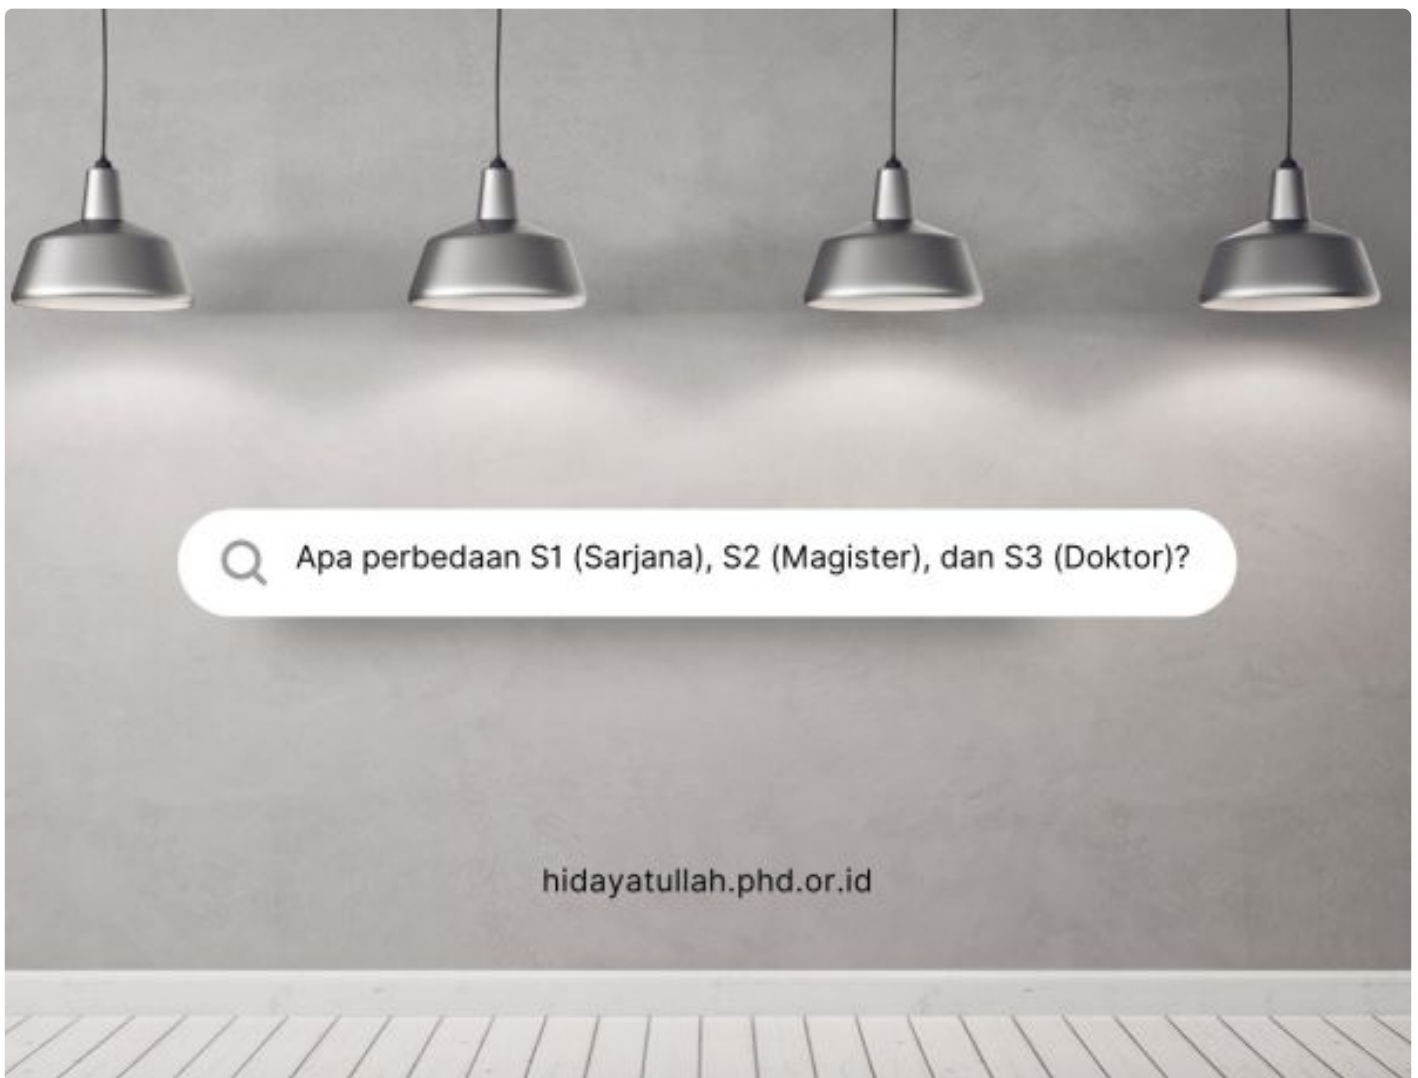 Apa perbedaan S1 (Sarjana), S2 (Magister), dan S3 (Doktor)?
hidayatullah.phd.or.id